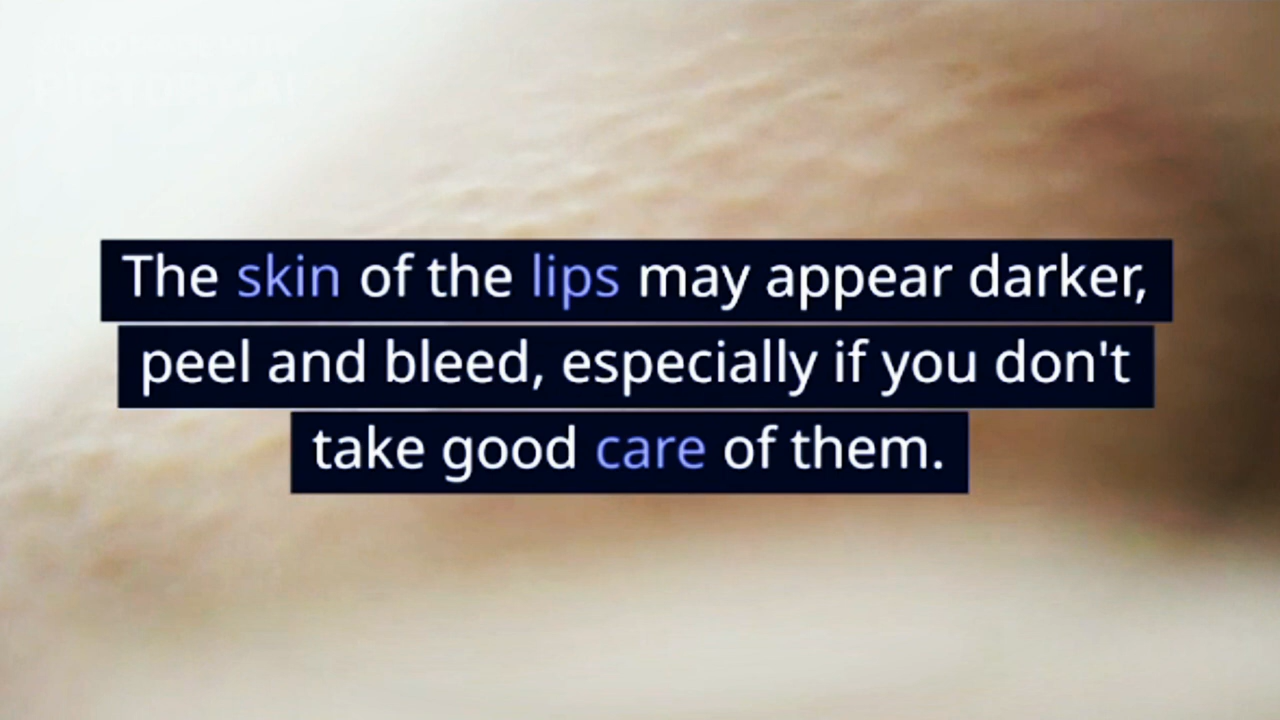 The skin of the lips may appear darker,
peel and bleed, especially if you don't
take good care of them.